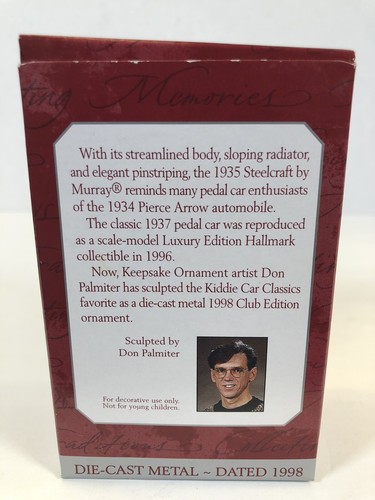 Memories
With its streamlined body, sloping radiator,
and elegant pinstriping, the 1935 Steelcraft by
Murray® reminds many pedal car enthusiasts
of the 1934 Pierce Arrow automobile.
The classic 1937 pedal car was reproduced
as a scale-model Luxury Edition Hallmark
collectible in 1996.
Now, Keepsake Ornament artist Don
Palmiter has sculpted the Kiddie Car Classics
favorite as a die-cast metal 1998 Club Edition
ornament.
Sculpted by
Don Palmiter
For decorative use only.
Not for young children.
DIE-CAST METAL – DATED 1998